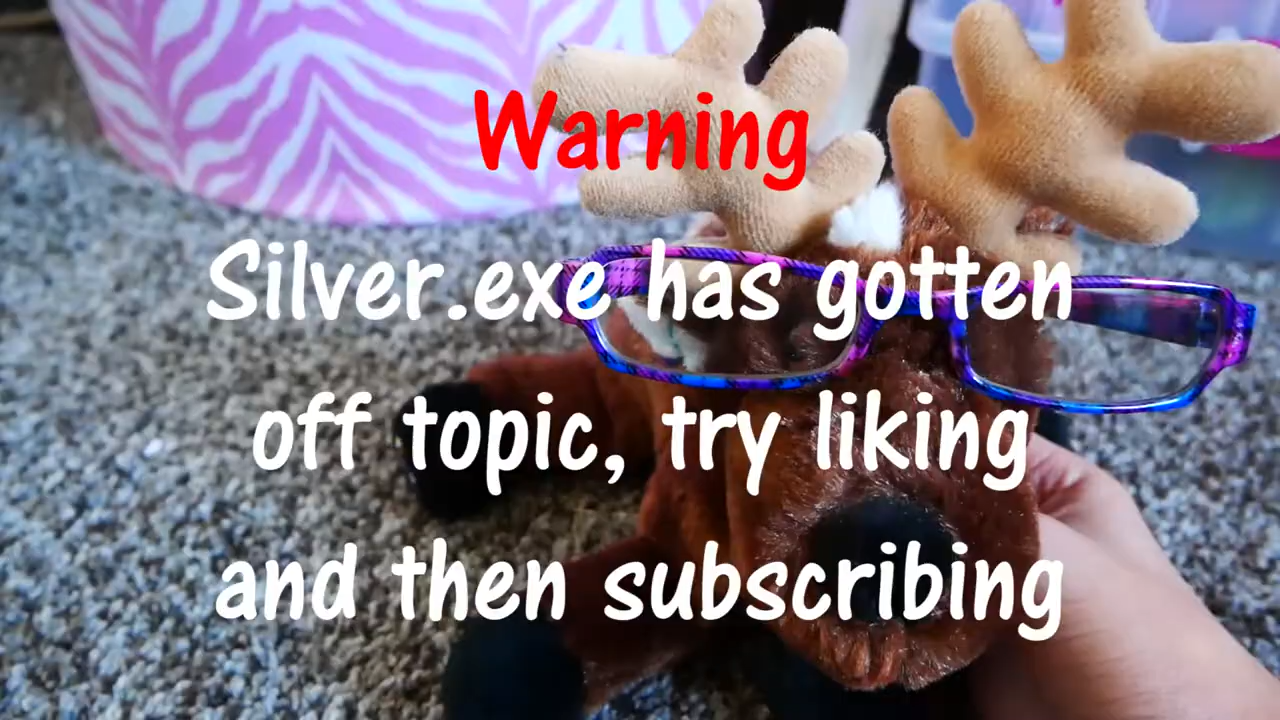 Warning
Silver.exe has gotten
off topic, try liking
and then subscribing